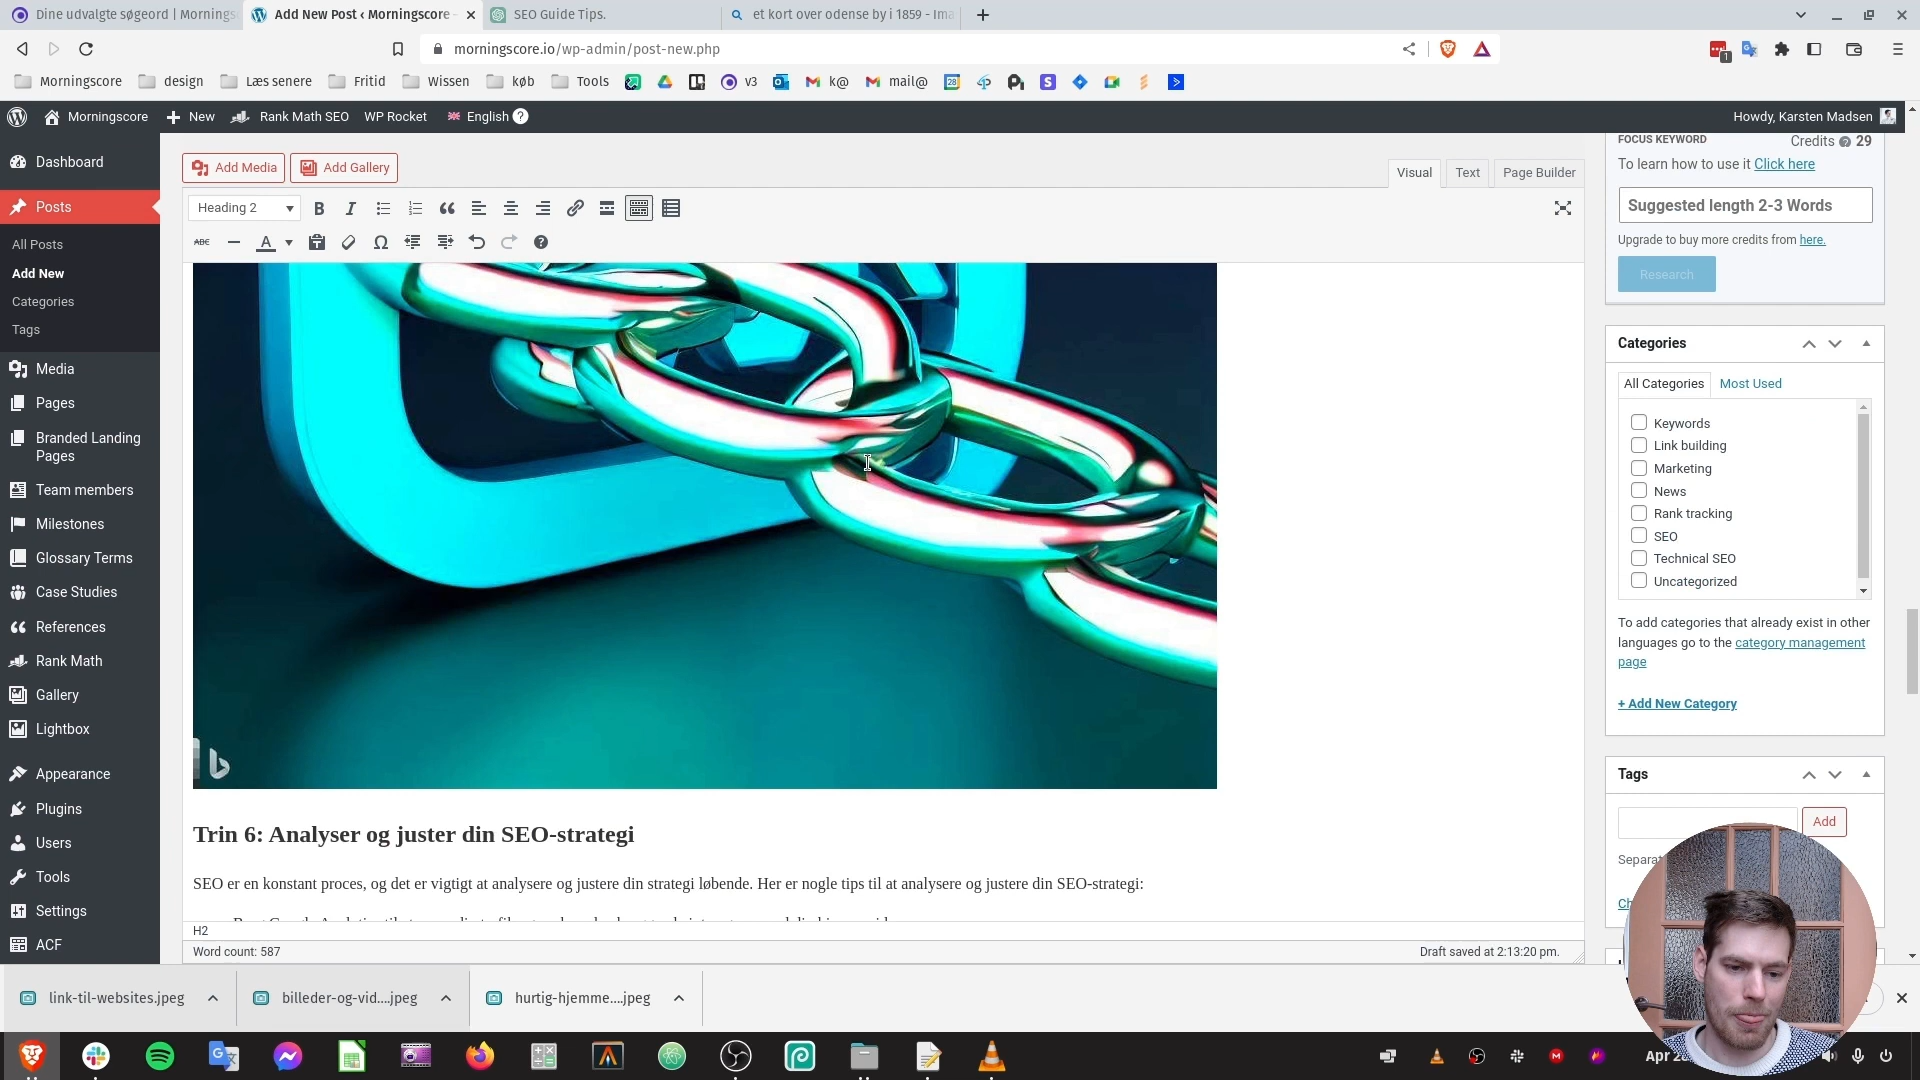 Dine udvalgte søgeord | Mornings
Add New Post ‹ Morningscore -
SEO Guide Tips.
et kort over odense by i 1859 - Ima
morningscore.io/wp-admin/post-new.php
1
Morningscore
design
Læs senere
Fritid
Wissen
køb
Tools
v3
k@
mail@
28
Morningscore
New
Rank Math SEO
WP Rocket
English
Howdy, Karsten Madsen
Dashboard
Posts
All Posts
Add New
Categories
Tags
Media
Pages
Branded Landing
Pages
Team members
Milestones
Glossary Terms
Case Studies
References
Rank Math
Gallery
Lightbox
Appearance
Plugins
Users
Tools
Settings
ACF
Add Media
Add Gallery
Visual
Text
Page Builder
Heading 2
B
I
ABC
A
Ω
Trin 6: Analyser og juster din SEO-strategi
SEO er en konstant proces, og det er vigtigt at analysere og justere din strategi løbende. Her er nogle tips til at analysere og justere din SEO-strategi:
H2
Word count: 587
Draft saved at 2:13:20 pm.
FOCUS KEYWORD
Credits
29
To learn how to use it Click here
Suggested length 2-3 Words
Upgrade to buy more credits from here.
Research
Categories
All Categories
Most Used
Keywords
Link building
Marketing
News
Rank tracking
SEO
Technical SEO
Uncategorized
To add categories that already exist in other
languages go to the category management
page
+ Add New Category
Tags
Add
link-til-websites.jpeg
billeder-og-vid....jpeg
hurtig-hjemme....jpeg
Apr